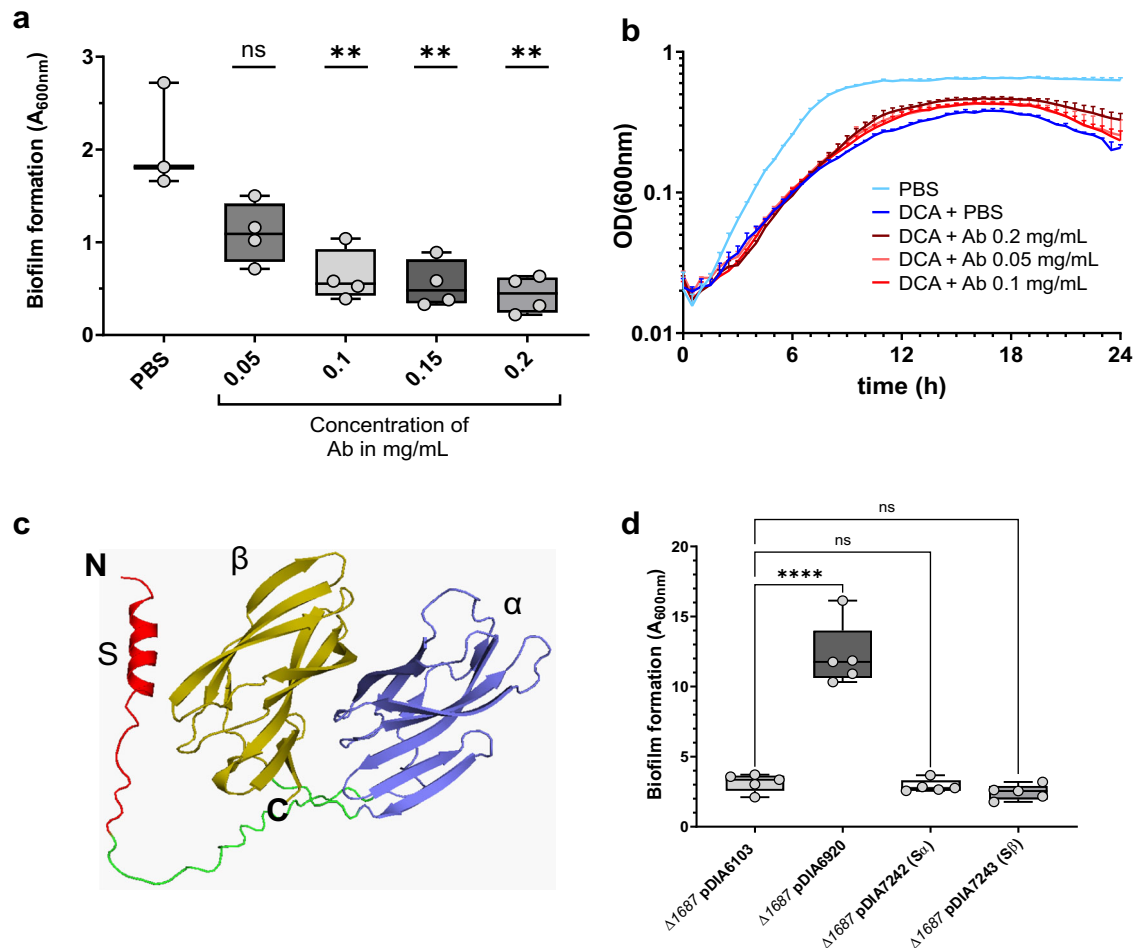 a
Biofilm formation (A600nm)
3
2
1
0
ns
**
**
**
PBS
0.05
0.1
0.15
0.2
Concentration of
Ab in mg/mL
b
OD(600nm)
1
0.1
0.01
0
6
12
18
24
time (h)
PBS
DCA + PBS
DCA + Ab 0.2 mg/mL
DCA + Ab 0.05 mg/mL
DCA + Ab 0.1 mg/mL
c
N
S
β
α
C
d
Biofilm formation (A600nm)
20
15
10
5
0
ns
ns
****
Δ1687 pDIA6103
Δ1687 pDIA6920
Δ1687 pDIA7242 (Sα)
Δ1687 pDIA7243 (Sβ)